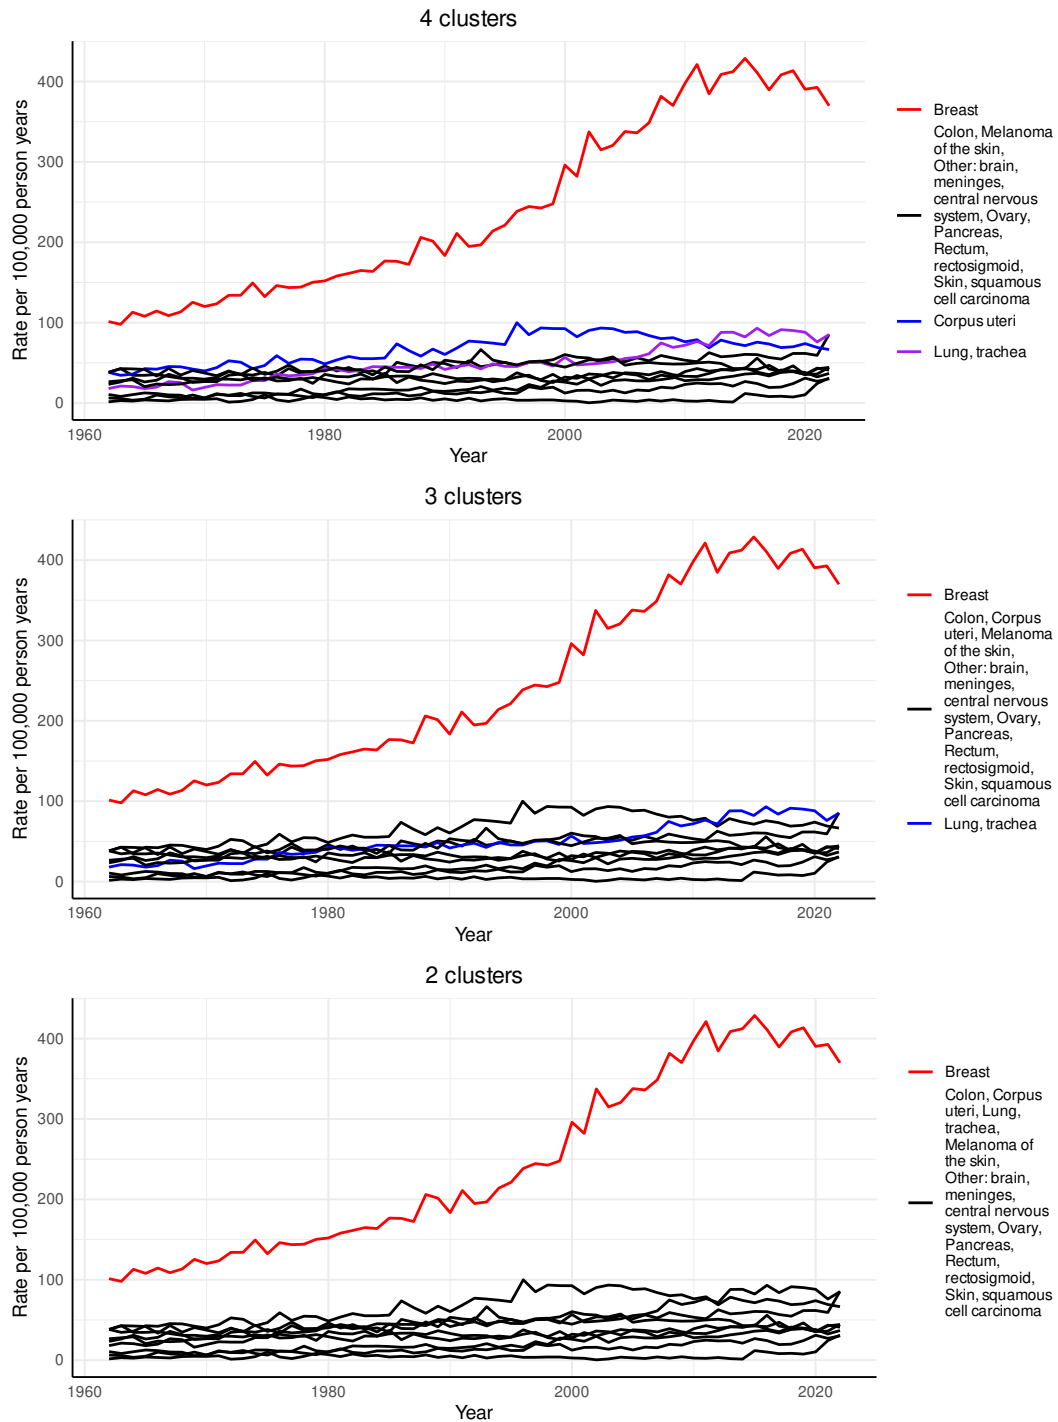 4 clusters
Rate per 100,000 person years
400
300
200
100
0
1960
1980
2000
2020
Year
Breast
Colon, Melanoma
of the skin,
Other: brain,
meninges,
central nervous
system, Ovary,
Pancreas,
Rectum,
rectosigmoid,
Skin, squamous
cell carcinoma
Corpus uteri
Lung, trachea
3 clusters
Rate per 100,000 person years
400
300
200
100
0
1960
1980
2000
2020
Year
Breast
Colon, Corpus
uteri, Melanoma
of the skin,
Other: brain,
meninges,
central nervous
system, Ovary,
Pancreas,
Rectum,
rectosigmoid,
Skin, squamous
cell carcinoma
Lung, trachea
2 clusters
Rate per 100,000 person years
400
300
200
100
0
1960
1980
2000
2020
Year
Breast
Colon, Corpus
uteri, Lung,
trachea,
Melanoma of
the skin,
Other: brain,
meninges,
central nervous
system, Ovary,
Pancreas,
Rectum,
rectosigmoid,
Skin, squamous
cell carcinoma